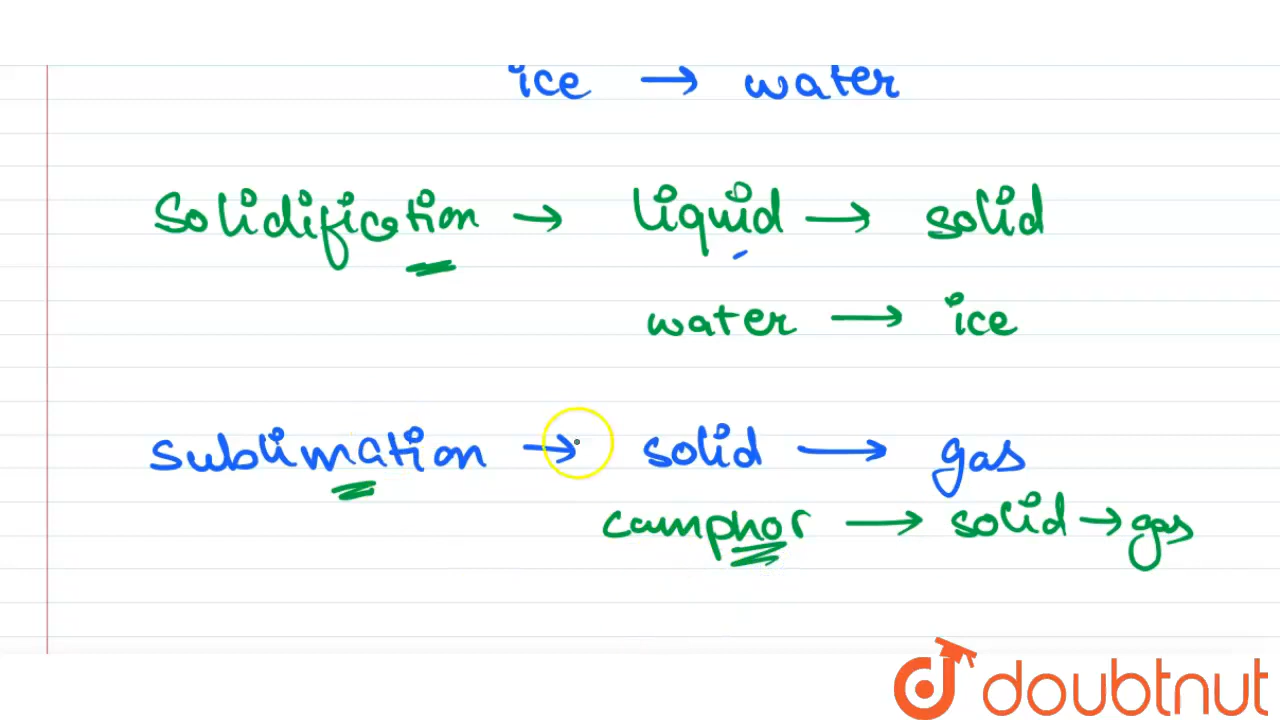 ice → water
Solidification → liquid → solid
water → ice
sublimation → solid → gas
camphor → solid → gas
doubtnut